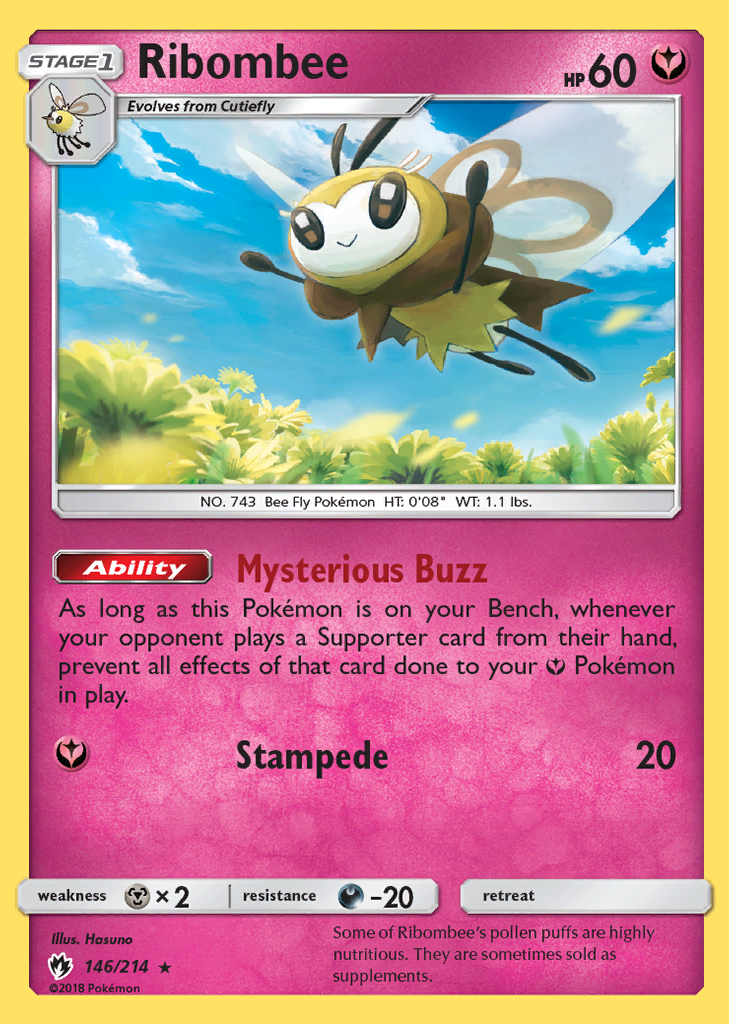 STAGE1
Ribombee
HP 60
Evolves from Cutiefly
NO. 743 Bee Fly Pokémon HT: 0'08" WT: 1.1 lbs.
Ability Mysterious Buzz
As long as this Pokémon is on your Bench, whenever
your opponent plays a Supporter card from their hand,
prevent all effects of that card done to your Pokémon
in play.
Stampede 20
weakness ×2 resistance -20 retreat
Illus. Hasuno
146/214 ★
©2018 Pokémon
Some of Ribombee's pollen puffs are highly
nutritious. They are sometimes sold as
supplements.